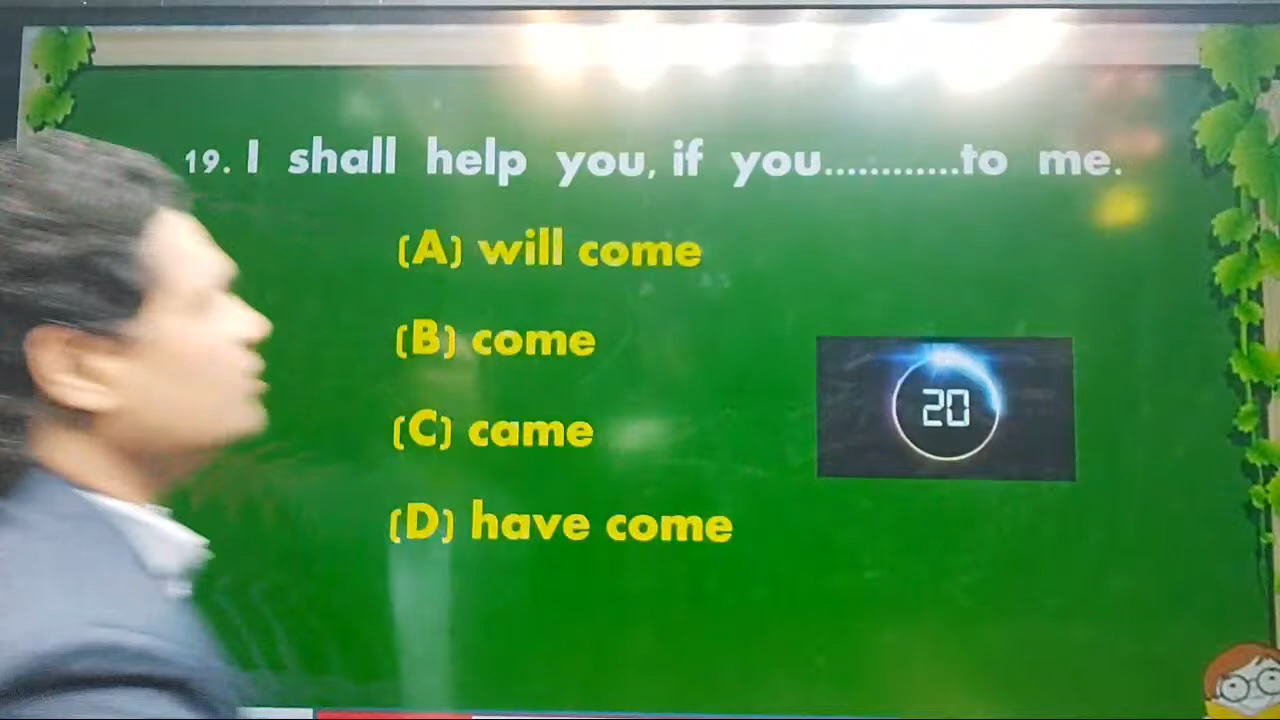 19. I shall help you, if you............to me.
(A) will come
(B) come
(C) came
(D) have come
20